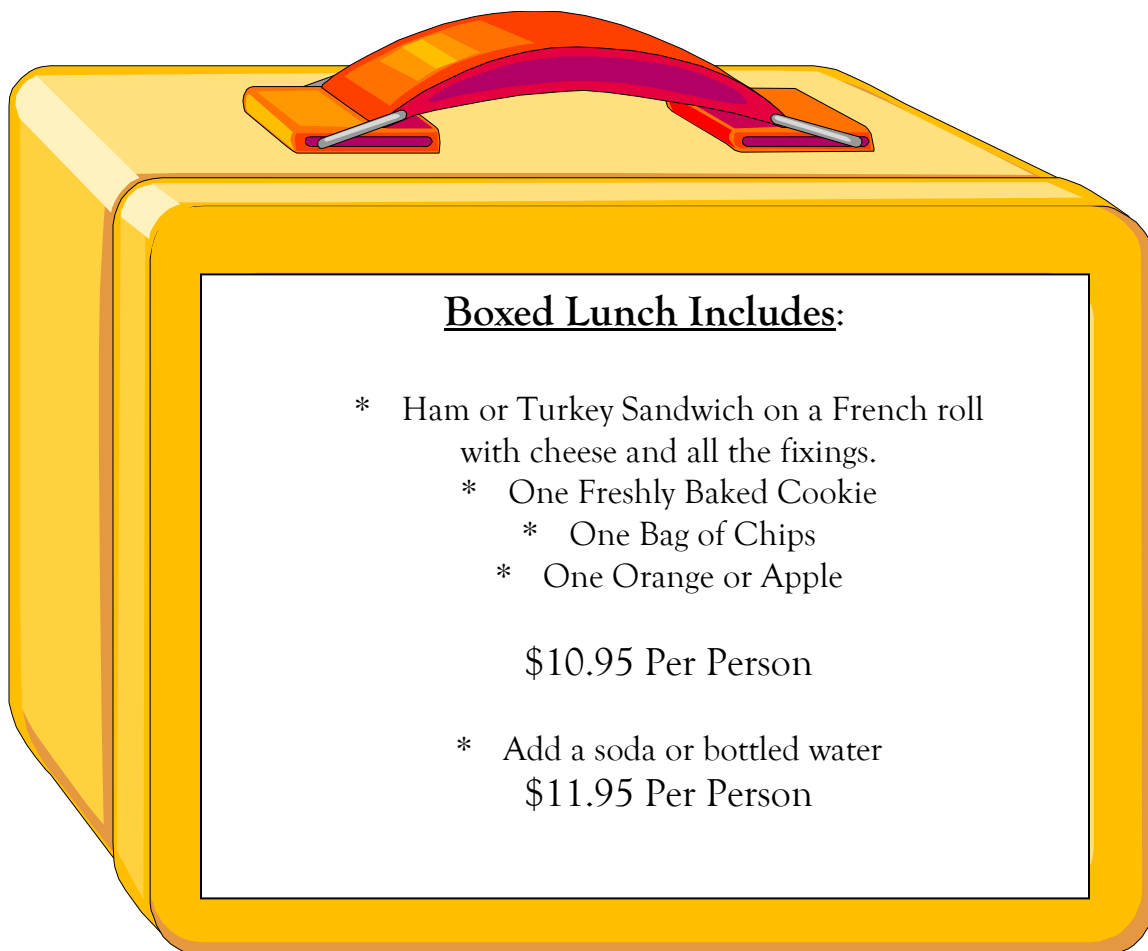 Boxed Lunch Includes:
* Ham or Turkey Sandwich on a French roll
with cheese and all the fixings.
* One Freshly Baked Cookie
* One Bag of Chips
* One Orange or Apple
$10.95 Per Person
* Add a soda or bottled water
$11.95 Per Person